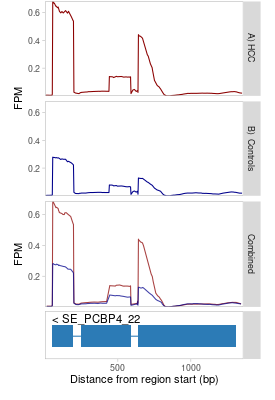 0.6
0.4
0.2
A) HCC
FPM
0.6
0.4
0.2
B) Controls
0.6
0.4
0.2
Combined
FPM
< SE_PCBP4_22
500 1000
Distance from region start (bp)